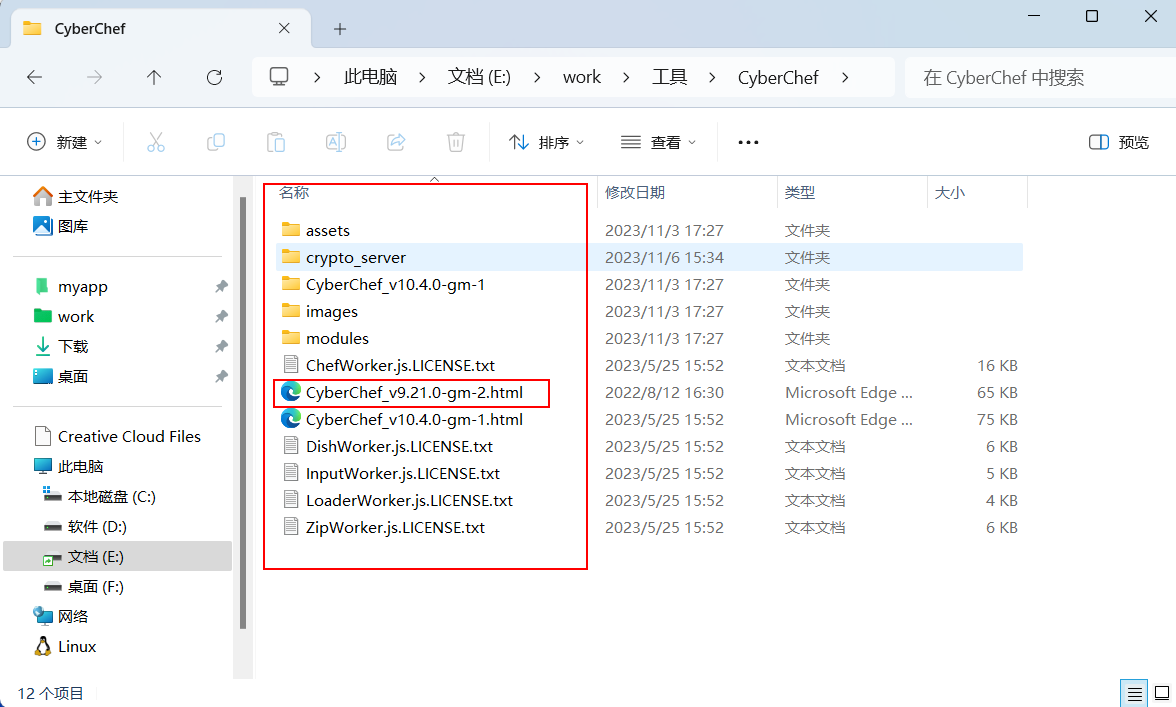 CyberChef
此电脑 文档 (E:) work 工具 CyberChef 在 CyberChef 中搜索
新建 排序 查看 预览
主文件夹
图库
myapp
work
下载
桌面
Creative Cloud Files
此电脑
本地磁盘 (C:)
软件 (D:)
文档 (E:)
桌面 (F:)
网络
Linux
名称 修改日期 类型 大小
assets 2023/11/3 17:27 文件夹
crypto_server 2023/11/6 15:34 文件夹
CyberChef_v10.4.0-gm-1 2023/11/3 17:27 文件夹
images 2023/11/3 17:27 文件夹
modules 2023/11/3 17:27 文件夹
ChefWorker.js.LICENSE.txt 2023/5/25 15:52 文本文档 16 KB
CyberChef_v9.21.0-gm-2.html 2022/8/12 16:30 Microsoft Edge ... 65 KB
CyberChef_v10.4.0-gm-1.html 2023/5/25 15:52 Microsoft Edge ... 75 KB
DishWorker.js.LICENSE.txt 2023/5/25 15:52 文本文档 6 KB
InputWorker.js.LICENSE.txt 2023/5/25 15:52 文本文档 5 KB
LoaderWorker.js.LICENSE.txt 2023/5/25 15:52 文本文档 4 KB
ZipWorker.js.LICENSE.txt 2023/5/25 15:52 文本文档 6 KB
12 个项目